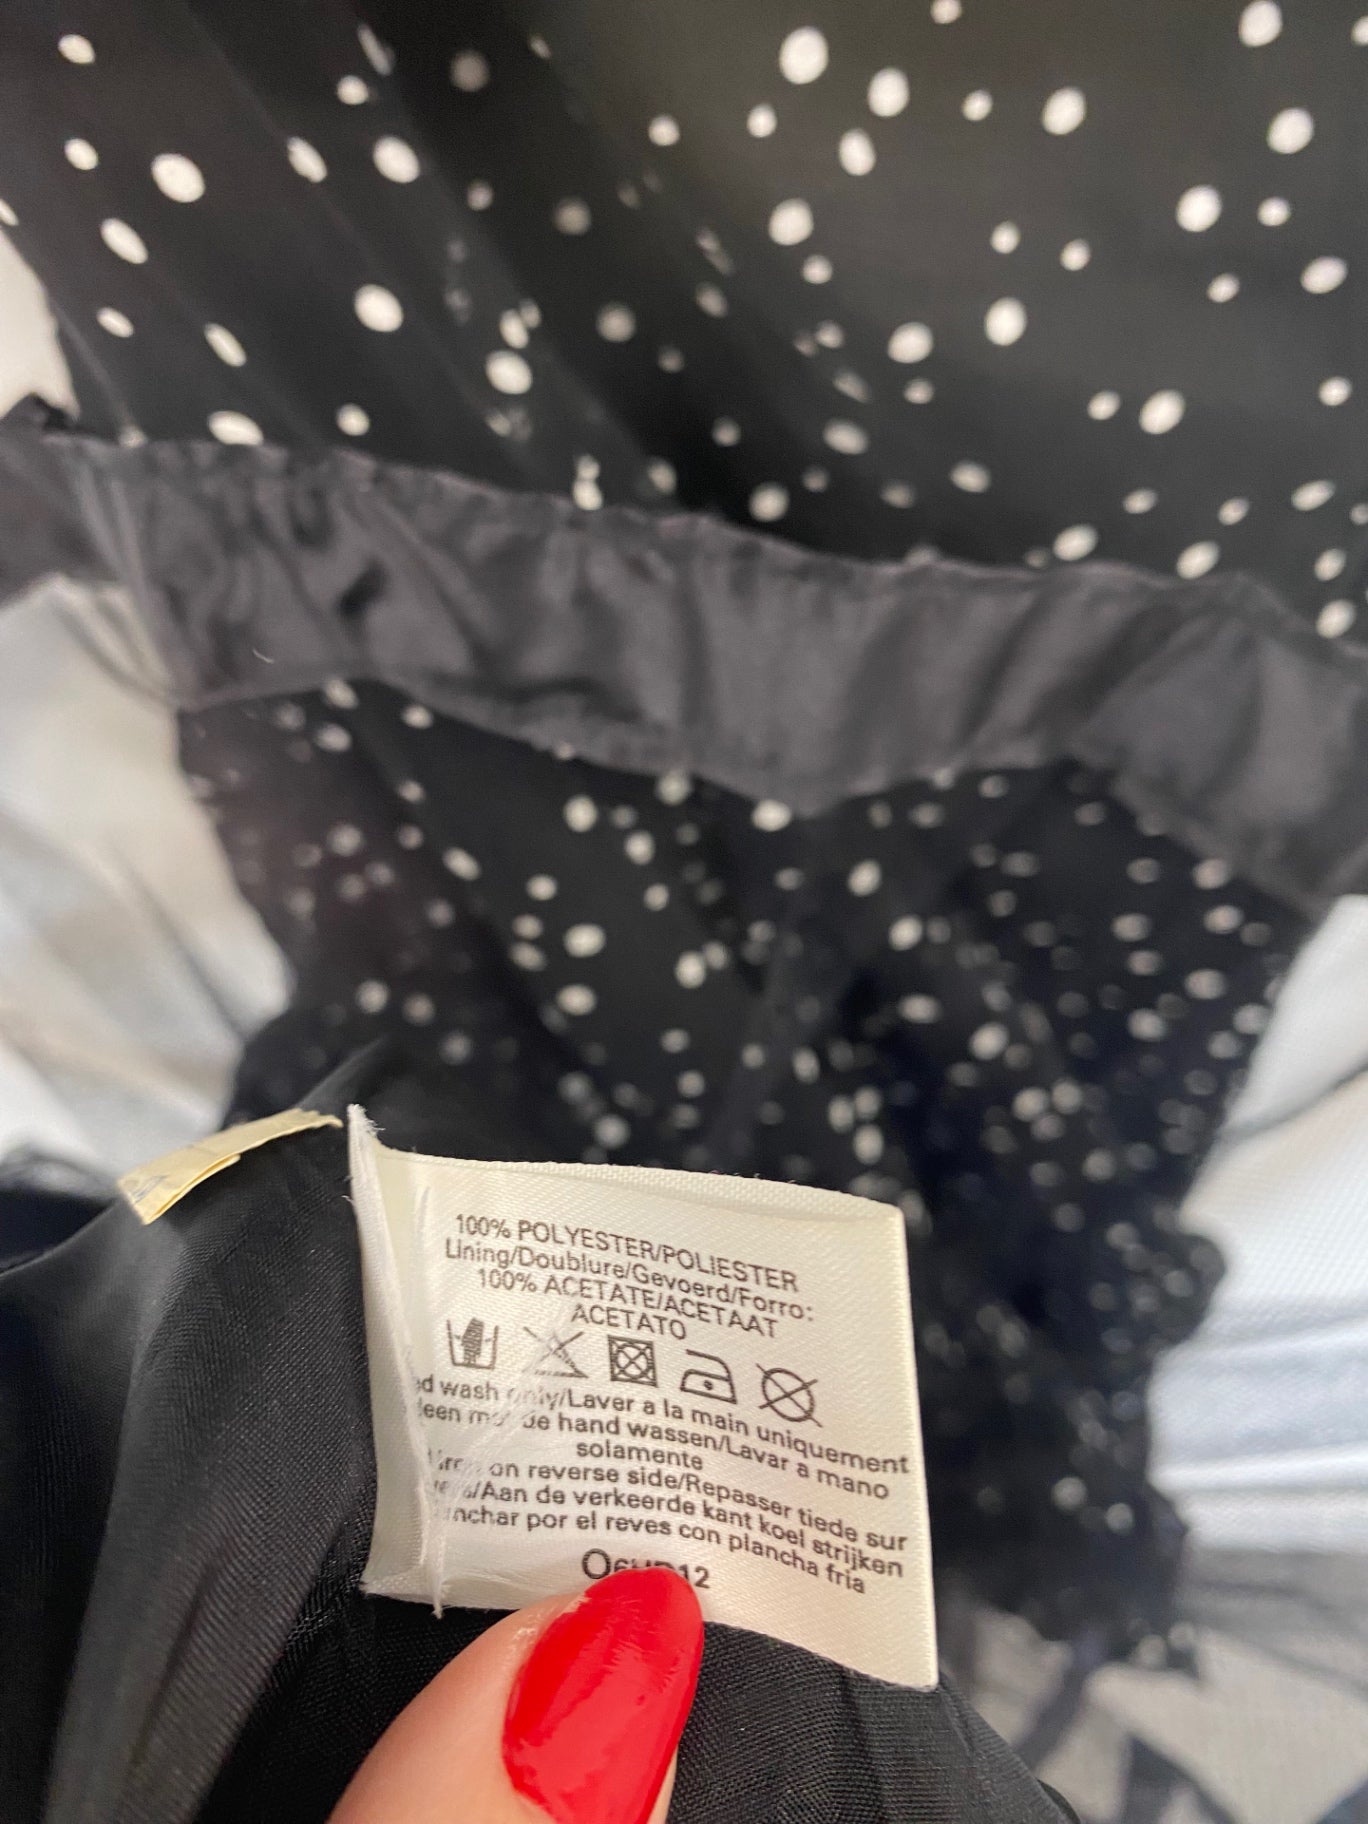 100% POLYESTER/POLIESTER
Lining/Doublure/Gevoerd/Forro:
100% ACETATE/ACETAAT
ACETATO
wash only/Laver a la main uniquement
de hand wassen/Lavar a mano
solamente
on reverse side/Repasser tiede sur
/Aan de verkeerde kant koel strijken
nchar por el reves con plancha fria